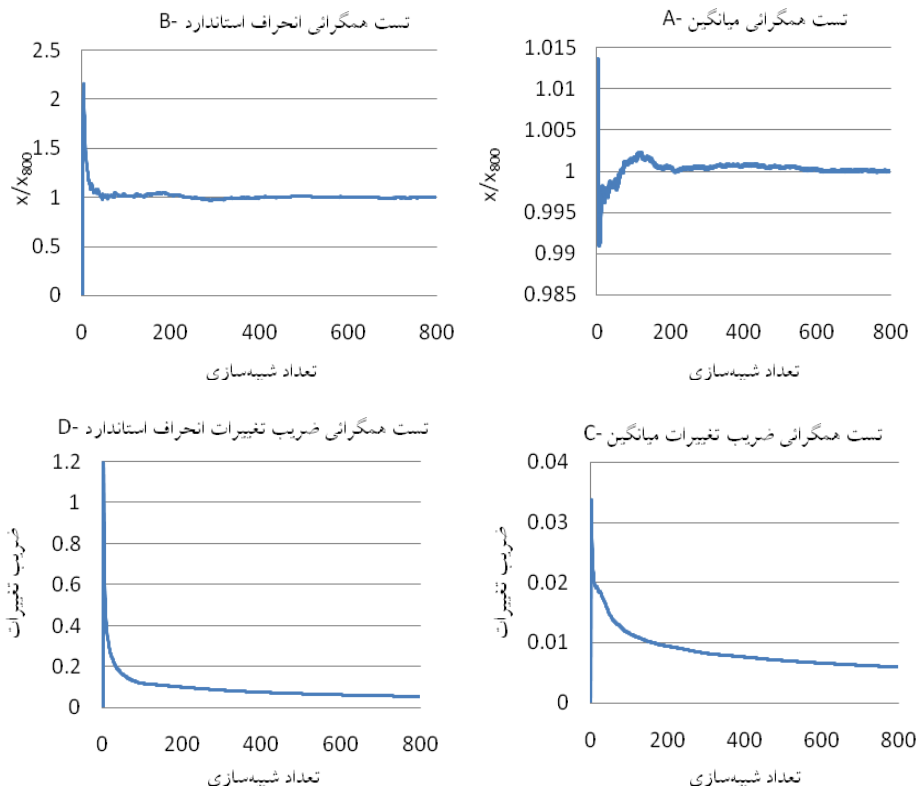 B- تست همگرائی انحراف استاندارد
2.5
2
1.5
1
0.5
0
x/x800
0 200 400 600 800
تعداد شبیه‌سازی
A- تست همگرائی میانگین
1.015
1.01
1.005
1
0.995
0.99
0.985
x/x800
0 200 400 600 800
تعداد شبیه‌سازی
D- تست همگرائی ضریب تغییرات انحراف استاندارد
1.2
1
0.8
0.6
0.4
0.2
0
ضریب تغییرات
0 200 400 600 800
تعداد شبیه‌سازی
C- تست همگرائی ضریب تغییرات میانگین
0.04
0.03
0.02
0.01
0
ضریب تغییرات
0 200 400 600 800
تعداد شبیه‌سازی